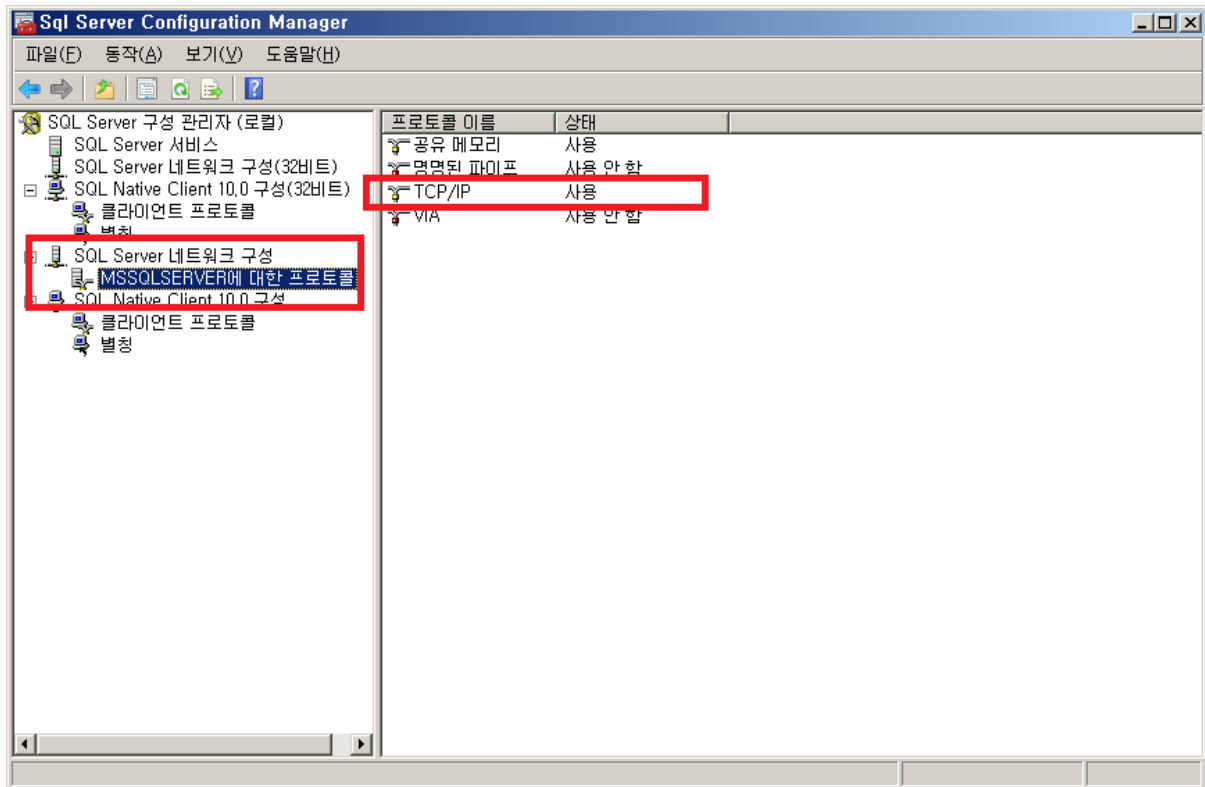 Sql Server Configuration Manager
파일(F) 동작(A) 보기(V) 도움말(H)
SQL Server 구성 관리자 (로컬)
SQL Server 서비스
SQL Server 네트워크 구성(32비트)
SQL Native Client 10.0 구성(32비트)
클라이언트 프로토콜
별칭
SQL Server 네트워크 구성
MSSQLSERVER에 대한 프로토콜
SQL Native Client 10.0 구성
클라이언트 프로토콜
별칭
프로토콜 이름 상태
공유 메모리 사용
명명된 파이프 사용 안 함
TCP/IP 사용
VIA 사용 안 함